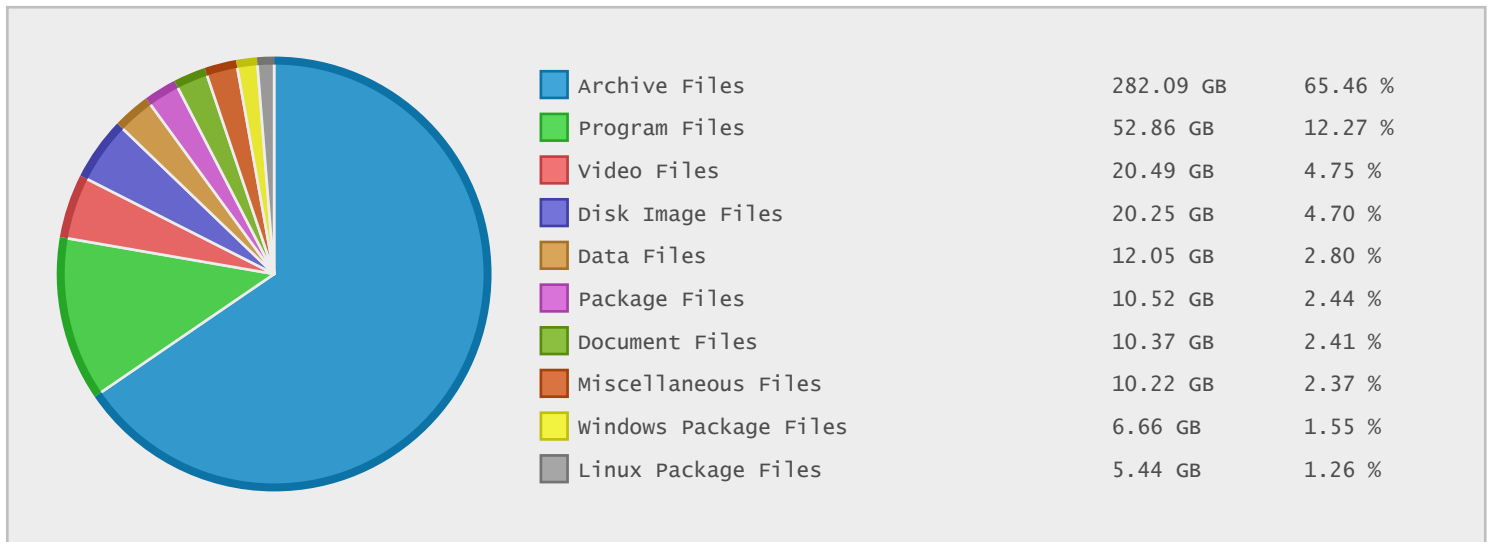 Archive Files 282.09 GB 65.46 %
Program Files 52.86 GB 12.27 %
Video Files 20.49 GB 4.75 %
Disk Image Files 20.25 GB 4.70 %
Data Files 12.05 GB 2.80 %
Package Files 10.52 GB 2.44 %
Document Files 10.37 GB 2.41 %
Miscellaneous Files 10.22 GB 2.37 %
Windows Package Files 6.66 GB 1.55 %
Linux Package Files 5.44 GB 1.26 %